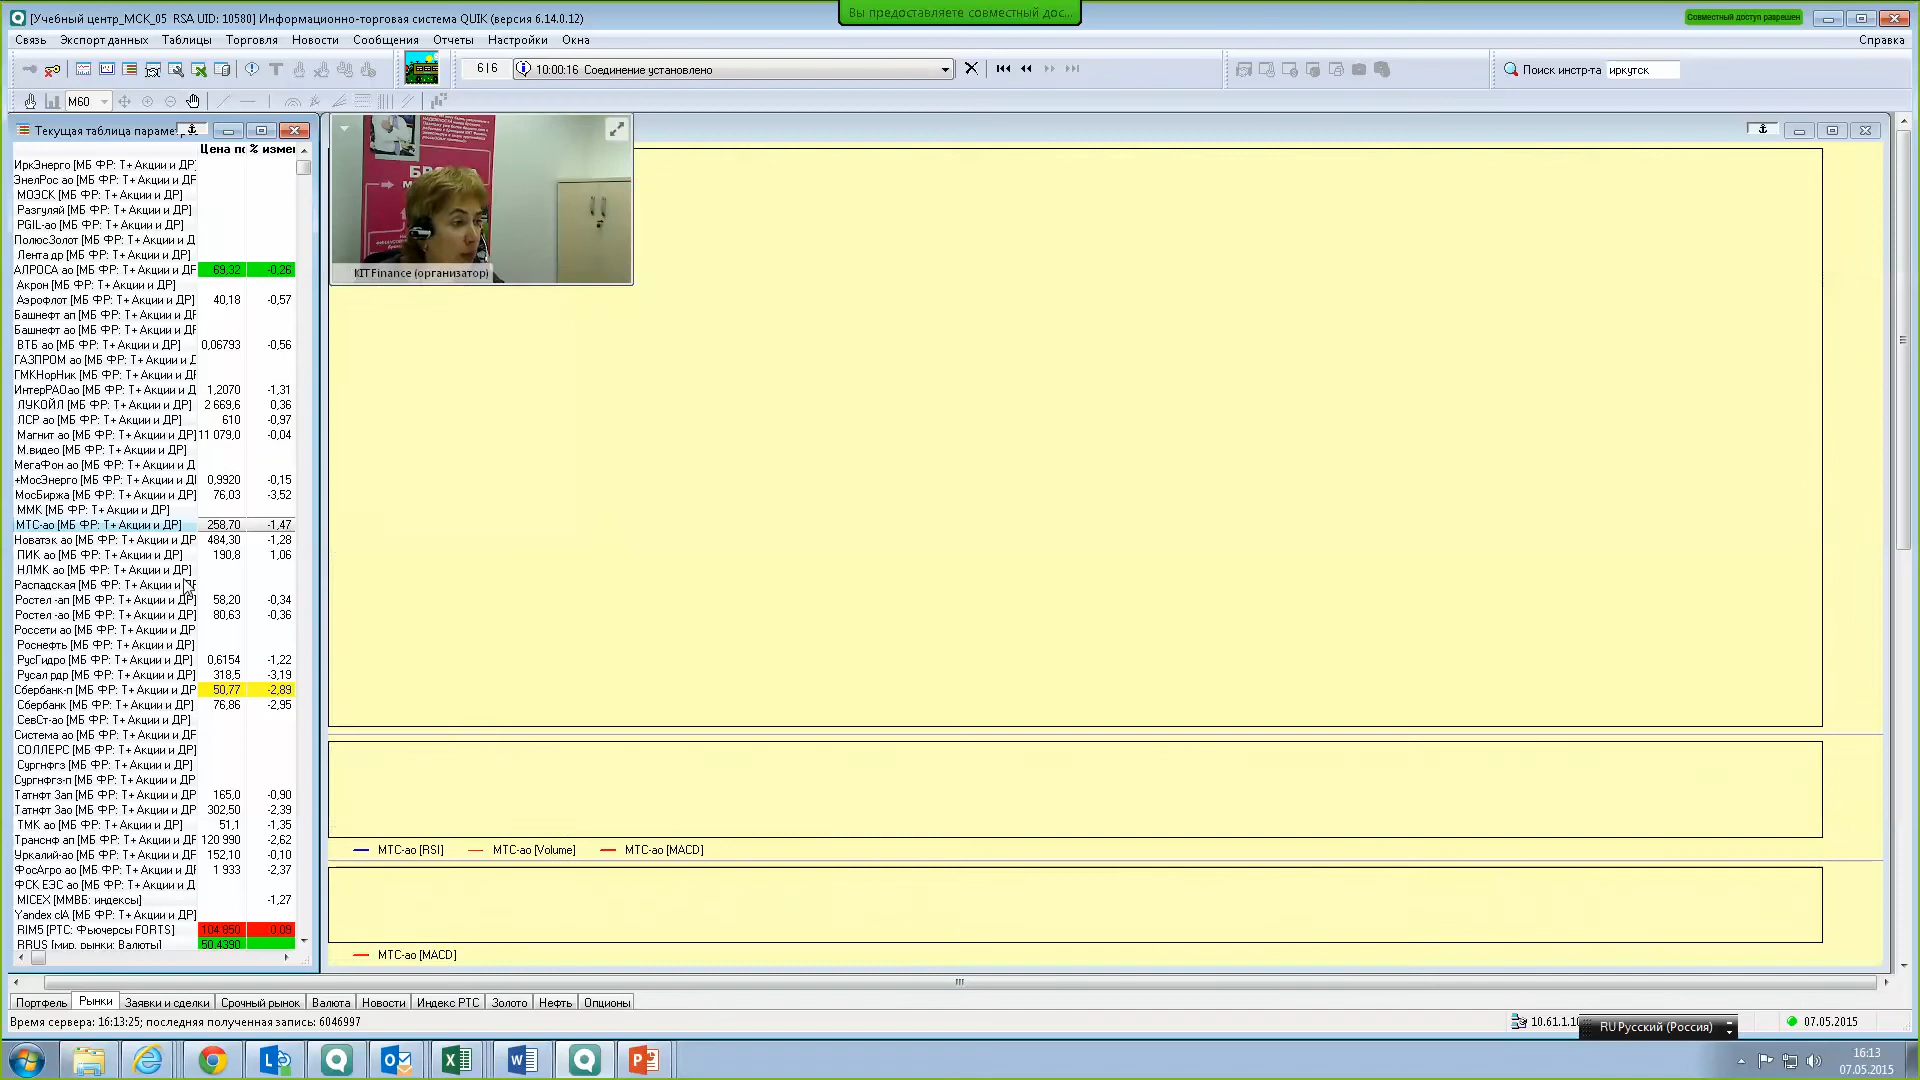 [Учебный центр_МСК_05 RSA UID: 10580] Информационно-торговая система QUIK (версия 6.14.0.12)
Вы предоставляете совместный дос...
Совместный доступ разрешен
Связь Экспорт данных Таблицы Торговля Новости Сообщения Отчеты Настройки Окна Справка
6|6 10:00:16 Соединение установлено Поиск инстр-та иркутск
M60
Текущая таблица параме
Цена по % измен
ИркЭнерго [МБ ФР: Т+ Акции и ДР]
ЭнелРос ао [МБ ФР: Т+ Акции и ДР
МОЭСК [МБ ФР: Т+ Акции и ДР]
Разгуляй [МБ ФР: Т+ Акции и ДР]
PGIL-ао [МБ ФР: Т+ Акции и ДР]
ПолюсЗолот [МБ ФР: Т+ Акции и Д
Лента др [МБ ФР: Т+ Акции и ДР]
АЛРОСА ао [МБ ФР: Т+ Акции и ДР 69,32 -0,26
Акрон [МБ ФР: Т+ Акции и ДР]
Аэрофлот [МБ ФР: Т+ Акции и ДР] 40,18 -0,57
Башнефт ап [МБ ФР: Т+ Акции и ДР
Башнефт ао [МБ ФР: Т+ Акции и ДР
ВТБ ао [МБ ФР: Т+ Акции и ДР] 0,06793 -0,56
ГАЗПРОМ ао [МБ ФР: Т+ Акции и Д
ГМКНорНик [МБ ФР: Т+ Акции и ДР
ИнтерРАОао [МБ ФР: Т+ Акции и Д 1,2070 -1,31
ЛУКОЙЛ [МБ ФР: Т+ Акции и ДР] 2 669,6 0,36
ЛСР ао [МБ ФР: Т+ Акции и ДР] 610 -0,97
Магнит ао [МБ ФР: Т+ Акции и ДР] 11 079,0 -0,04
М.видео [МБ ФР: Т+ Акции и ДР]
МегаФон ао [МБ ФР: Т+ Акции и Д
+МосЭнерго [МБ ФР: Т+ Акции и ДР 0,9920 -0,15
МосБиржа [МБ ФР: Т+ Акции и ДР] 76,03 -3,52
ММК [МБ ФР: Т+ Акции и ДР]
МТС-ао [МБ ФР: Т+ Акции и ДР] 258,70 -1,47
Новатэк ао [МБ ФР: Т+ Акции и ДР 484,30 -1,28
ПИК ао [МБ ФР: Т+ Акции и ДР] 190,8 1,06
НЛМК ао [МБ ФР: Т+ Акции и ДР]
Распадская [МБ ФР: Т+ Акции и ДР
Ростел -ап [МБ ФР: Т+ Акции и ДР] 58,20 -0,34
Ростел -ао [МБ ФР: Т+ Акции и ДР] 80,63 -0,36
Россети ао [МБ ФР: Т+ Акции и ДР
Роснефть [МБ ФР: Т+ Акции и ДР]
РусГидро [МБ ФР: Т+ Акции и ДР] 0,6154 -1,22
Русал рдр [МБ ФР: Т+ Акции и ДР] 318,5 -3,19
Сбербанк-п [МБ ФР: Т+ Акции и ДР 50,77 -2,89
Сбербанк [МБ ФР: Т+ Акции и ДР] 76,86 -2,95
СевСт-ао [МБ ФР: Т+ Акции и ДР]
Система ао [МБ ФР: Т+ Акции и ДР
СОЛЛЕРС [МБ ФР: Т+ Акции и ДР]
Сургнфгз [МБ ФР: Т+ Акции и ДР]
Сургнфгз-п [МБ ФР: Т+ Акции и ДР
Татнфт 3ап [МБ ФР: Т+ Акции и ДР 165,0 -0,90
Татнфт 3ао [МБ ФР: Т+ Акции и ДР 302,50 -2,39
ТМК ао [МБ ФР: Т+ Акции и ДР] 51,1 -1,35
Транснф ап [МБ ФР: Т+ Акции и ДР 120 990 -2,62
Уркалий-ао [МБ ФР: Т+ Акции и ДР 152,10 -0,10
ФосАгро ао [МБ ФР: Т+ Акции и ДР 1 933 -2,37
ФСК ЕЭС ао [МБ ФР: Т+ Акции и Д
MICEX [ММВБ: индексы] -1,27
Yandex clA [МБ ФР: Т+ Акции и ДР]
RIM5 [РТС: Фьючерсы FORTS] 104 850 0,09
RRUS [мир. рынки: Валюты] 50,4390
KIT Finance (организатор)
МТС-ао [RSI] МТС-ао [Volume] МТС-ао [MACD]
МТС-ао [MACD]
Портфель Рынки Заявки и сделки Срочный рынок Валюта Новости Индекс РТС Золото Нефть Опционы
Время сервера: 16:13:25; последняя полученная запись: 6046997
10.61.1.10
RU Русский (Россия)
07.05.2015
16:13
07.05.2015